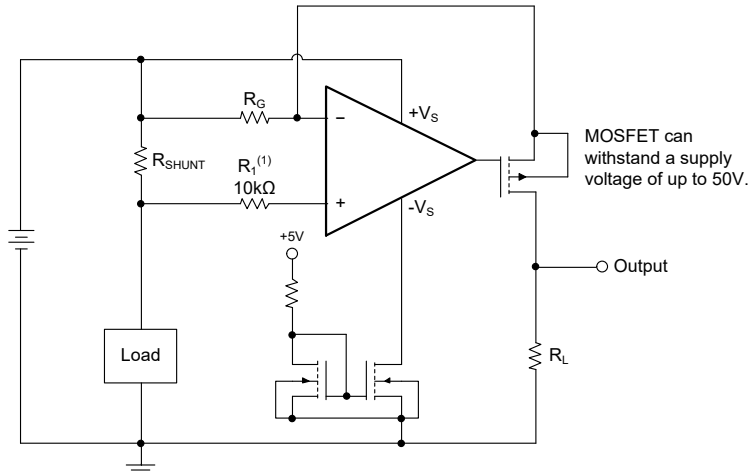 R_G
+V_S
−
MOSFET can
withstand a supply
voltage of up to 50V.
R_SHUNT
R_1^(1)
10kΩ
+
-V_S
+5V
Output
Load
R_L